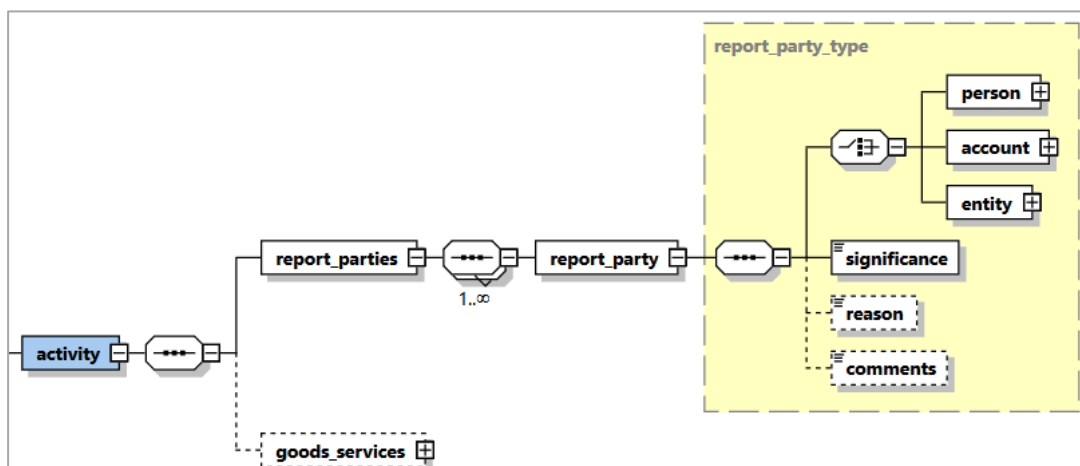 report_party_type
person
account
entity
report_parties
1..∞
report_party
significance
reason
comments
activity
goods_services